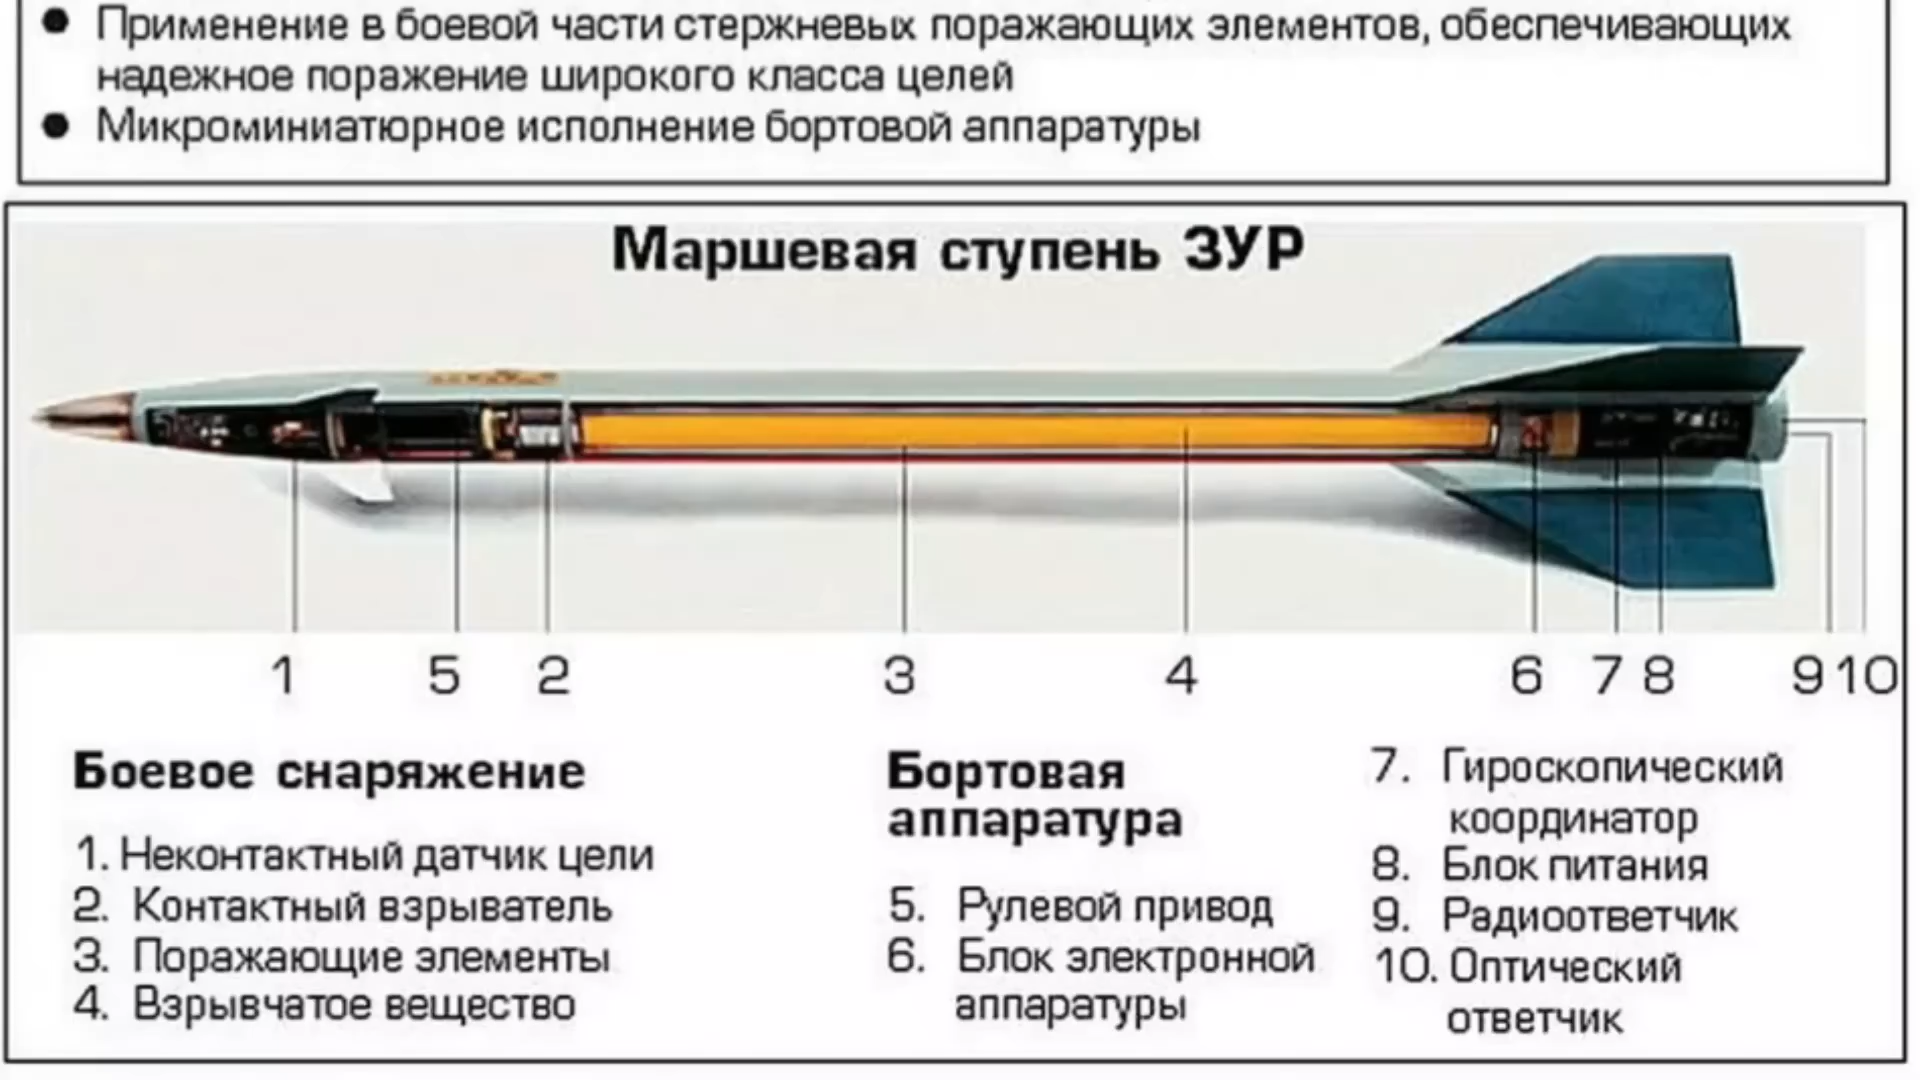 ● Применение в боевой части стержневых поражающих элементов, обеспечивающих
надежное поражение широкого класса целей
● Микроминиатюрное исполнение бортовой аппаратуры
Маршевая ступень ЗУР
1 5 2 3 4 6 7 8 9 10
Боевое снаряжение
1. Неконтактный датчик цели
2. Контактный взрыватель
3. Поражающие элементы
4. Взрывчатое вещество
Бортовая
аппаратура
5. Рулевой привод
6. Блок электронной
аппаратуры
7. Гироскопический
координатор
8. Блок питания
9. Радиоответчик
10. Оптический
ответчик